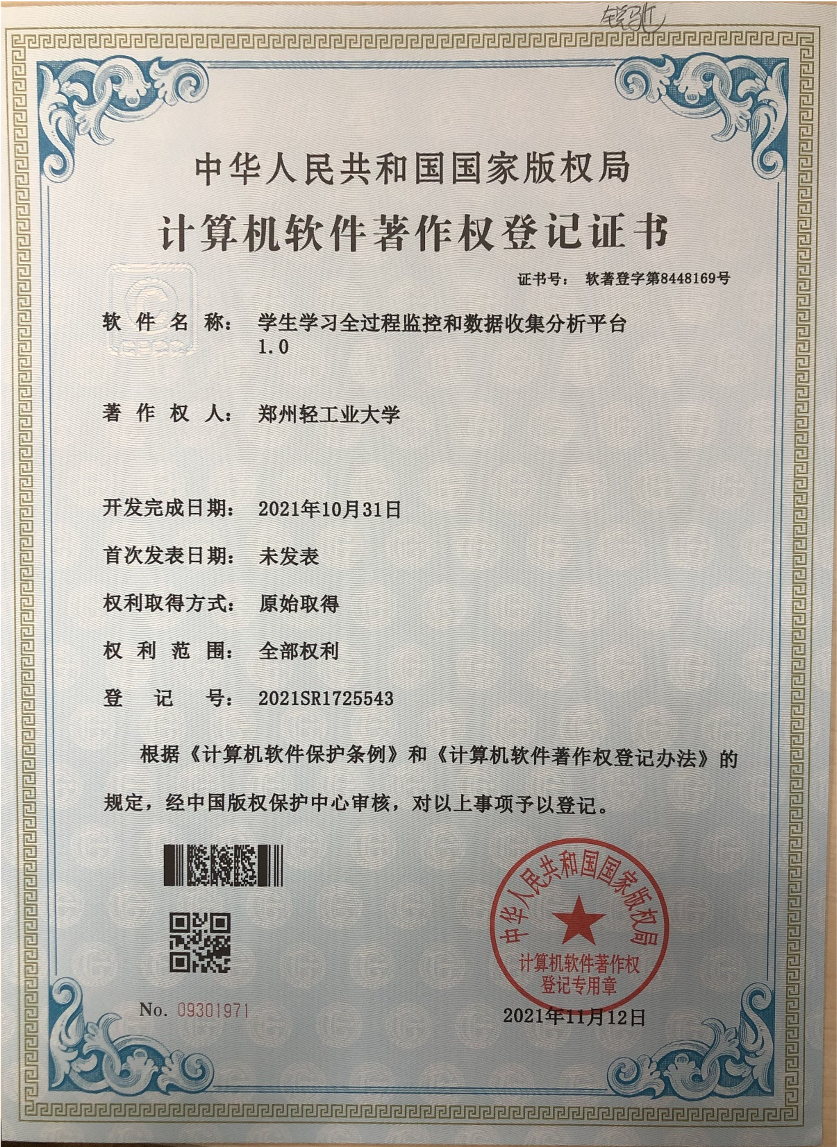 锐驰
中华人民共和国国家版权局
计算机软件著作权登记证书
证书号： 软著登字第8448169号
软件名称： 学生学习全过程监控和数据收集分析平台
1.0
著作权人： 郑州轻工业大学
开发完成日期： 2021年10月31日
首次发表日期： 未发表
权利取得方式： 原始取得
权利范围： 全部权利
登记号： 2021SR1725543
根据《计算机软件保护条例》和《计算机软件著作权登记办法》的
规定，经中国版权保护中心审核，对以上事项予以登记。
中华人民共和国国家版权局
计算机软件著作权
登记专用章
No. 09301971
2021年11月12日